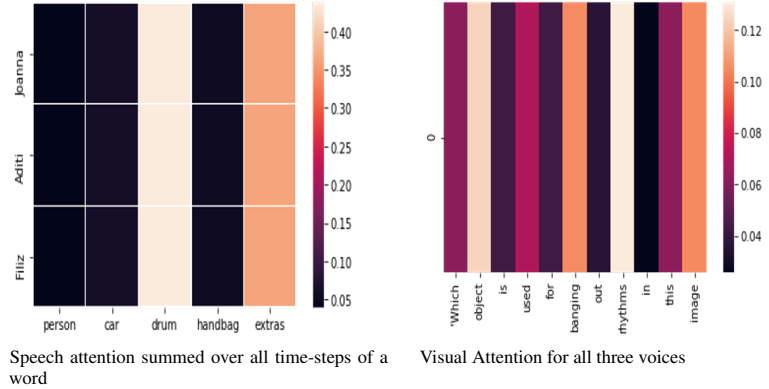 Joanna
Aditi
Filiz
person car drum handbag extras
0.40
0.35
0.30
0.25
0.20
0.15
0.10
0.05
Speech attention summed over all time-steps of a
word
0
'Which object is used for banging out rhythms in this image
0.12
0.10
0.08
0.06
0.04
Visual Attention for all three voices